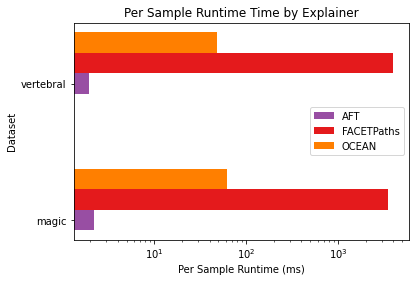 Per Sample Runtime Time by Explainer
vertebral
magic
Dataset
AFT
FACETPaths
OCEAN
10¹
10²
10³
Per Sample Runtime (ms)